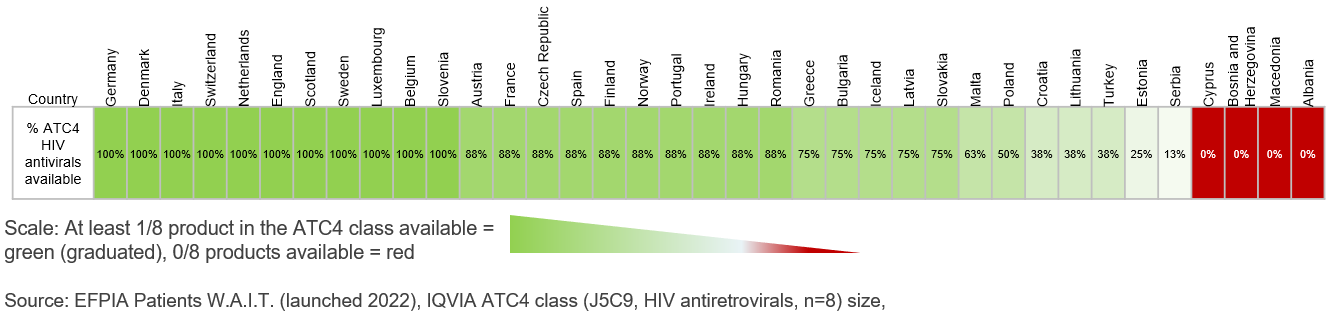 Country
Germany
Denmark
Italy
Switzerland
Netherlands
England
Scotland
Sweden
Luxembourg
Belgium
Slovenia
Austria
France
Czech Republic
Spain
Finland
Norway
Portugal
Ireland
Hungary
Romania
Greece
Bulgaria
Iceland
Latvia
Slovakia
Malta
Poland
Croatia
Lithuania
Turkey
Estonia
Serbia
Cyprus
Bosnia and
Herzegovina
Macedonia
Albania
% ATC4
HIV
antivirals
available
100% 100% 100% 100% 100% 100% 100% 100% 100% 100% 100% 88% 88% 88% 88% 88% 88% 88% 88% 88% 88% 75% 75% 75% 75% 75% 63% 50% 38% 38% 38% 25% 13% 0% 0% 0% 0%
Scale: At least 1/8 product in the ATC4 class available =
green (graduated), 0/8 products available = red
Source: EFPIA Patients W.A.I.T. (launched 2022), IQVIA ATC4 class (J5C9, HIV antiretrovirals, n=8) size,